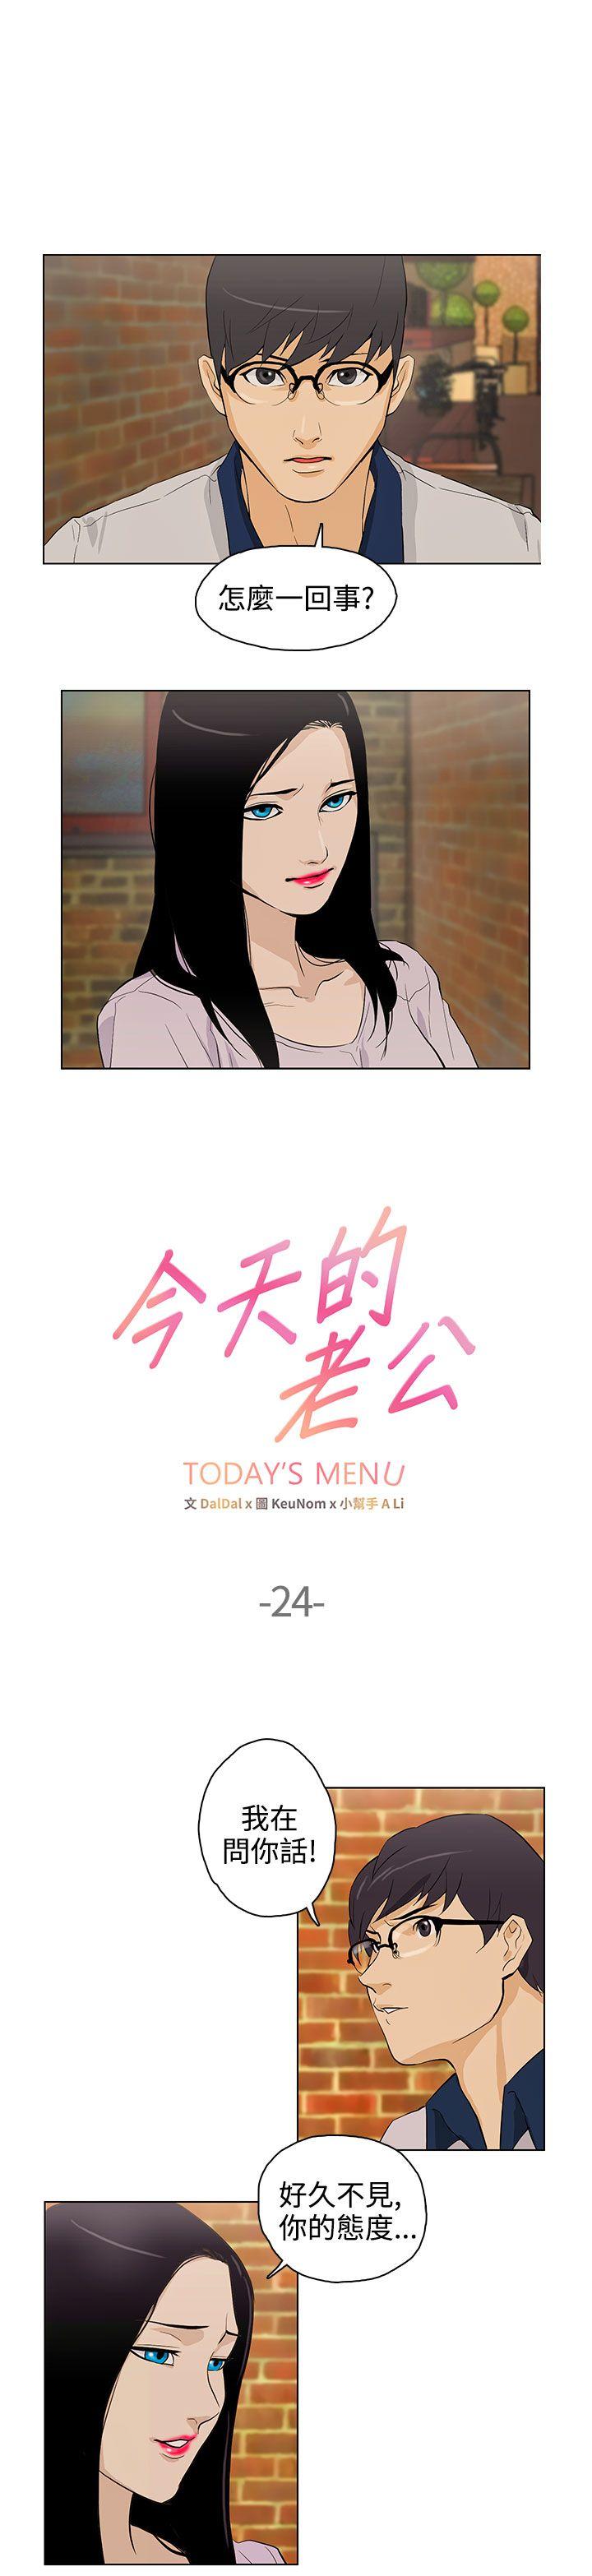 怎麼一回事?
今天的
老公
TODAY'S MENU
文 DalDal x 圖 KeuNom x 小幫手 A Li
-24-
我在
問你話!
好久不見,
你的態度...